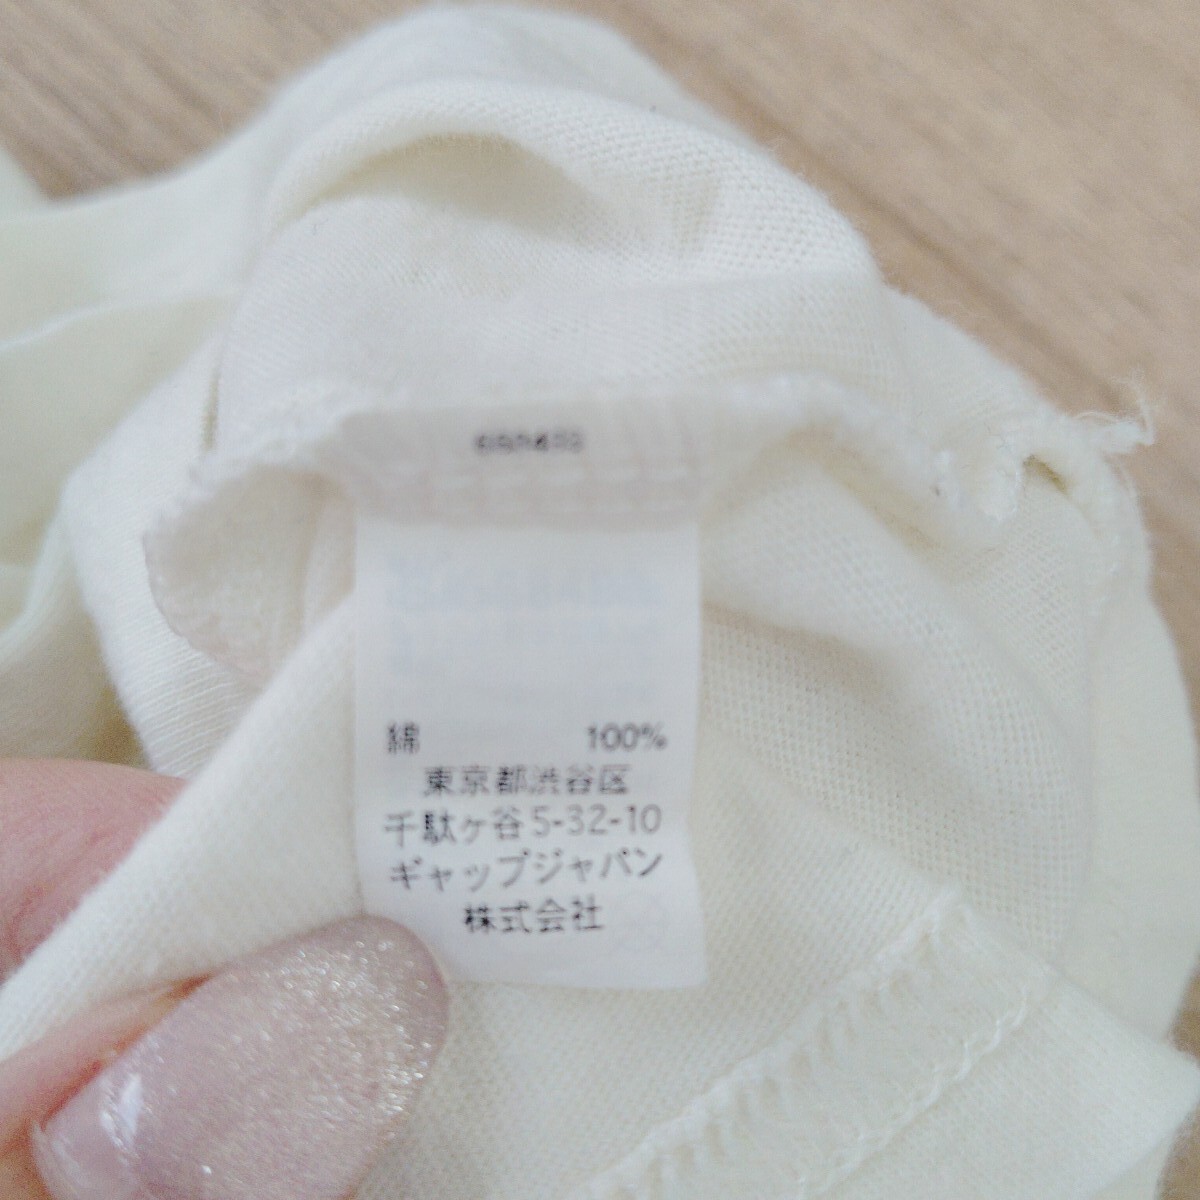 綿 100%
東京都渋谷区
千駄ヶ谷5-32-10
ギャップジャパン
株式会社